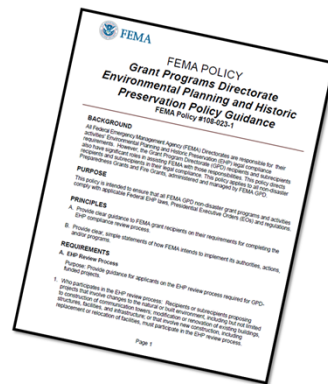 FEMA
FEMA POLICY
Grant Programs Directorate
Environmental Planning and Historic
Preservation Policy Guidance
FEMA Policy #108-023-1
BACKGROUND
All Federal Emergency Management Agency (FEMA) Directorates are responsible for their
activities' Environmental Planning and Historic Preservation (EHP) legal compliance
requirements. However, the Grant Program Directorate (GPD) recipients and subrecipients
also have significant roles in assisting FEMA with those responsibilities. This policy directs
recipients and subrecipients in EHP legal compliance. This policy applies to all non-disaster
Preparedness Grants and Fire Grants, administered and managed by FEMA GPD.
PURPOSE
This policy is intended to ensure that all FEMA GPD non-disaster grant programs and activities
comply with applicable Federal EHP laws, Presidential Executive Orders (EOs) and regulations.
PRINCIPLES
A. Provide clear guidance to FEMA grant recipients on their requirements for completing the
EHP compliance review process.
B. Provide clear, simple statements of how FEMA intends to implement its authorities, actions,
and/or programs.
REQUIREMENTS
A. EHP Review Process
Purpose: Provide guidance for applicants on the EHP review process required for GPD-
funded projects.
1. Who participates in the EHP review process: Recipients or subrecipients proposing
projects that involve changes to the natural or built environment, including but not limited
to construction of communication towers; modification or renovation of existing buildings,
structures, facilities, and infrastructure; or that involve new construction, including
replacement or relocation of facilities, must participate in the EHP review process.
Page 1